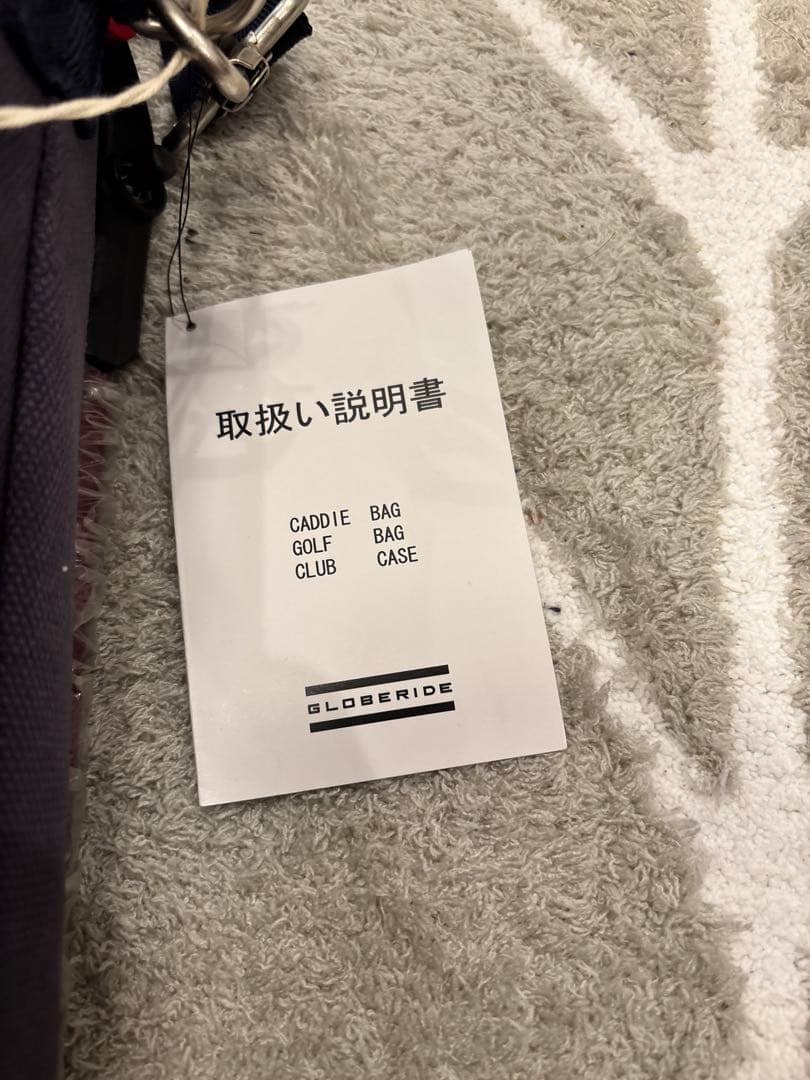 取扱い説明書
CADDIE BAG
GOLF BAG
CLUB CASE
GLOBERIDE